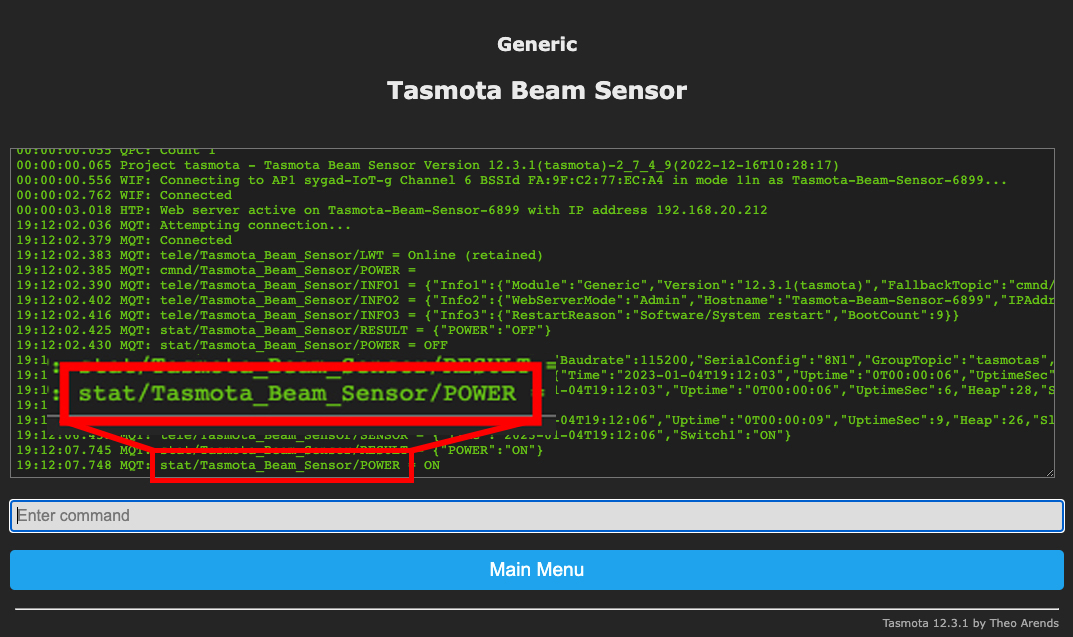 Generic
Tasmota Beam Sensor
00:00:00.055 QPC: Count 1
00:00:00.065 Project tasmota - Tasmota Beam Sensor Version 12.3.1(tasmota)-2_7_4_9(2022-12-16T10:28:17)
00:00:00.556 WIF: Connecting to AP1 sygad-IoT-g Channel 6 BSSId FA:9F:C2:77:EC:A4 in mode 11n as Tasmota-Beam-Sensor-6899...
00:00:02.762 WIF: Connected
00:00:03.018 HTP: Web server active on Tasmota-Beam-Sensor-6899 with IP address 192.168.20.212
19:12:02.036 MQT: Attempting connection...
19:12:02.379 MQT: Connected
19:12:02.383 MQT: tele/Tasmota_Beam_Sensor/LWT = Online (retained)
19:12:02.385 MQT: cmnd/Tasmota_Beam_Sensor/POWER =
19:12:02.390 MQT: tele/Tasmota_Beam_Sensor/INFO1 = {"Info1":{"Module":"Generic","Version":"12.3.1(tasmota)","FallbackTopic":"cmnd/
19:12:02.402 MQT: tele/Tasmota_Beam_Sensor/INFO2 = {"Info2":{"WebServerMode":"Admin","Hostname":"Tasmota-Beam-Sensor-6899","IPAddr
19:12:02.416 MQT: tele/Tasmota_Beam_Sensor/INFO3 = {"Info3":{"RestartReason":"Software/System restart","BootCount":9}}
19:12:02.425 MQT: stat/Tasmota_Beam_Sensor/RESULT = {"POWER":"OFF"}
19:12:02.430 MQT: stat/Tasmota_Beam_Sensor/POWER = OFF
19:1 : stat/Tasmota_Beam_Sensor/RESULT = "Baudrate":115200,"SerialConfig":"8N1","GroupTopic":"tasmotas",
19:1 {"Time":"2023-01-04T19:12:03","Uptime":"0T00:00:06","UptimeSec"
19:1 : stat/Tasmota_Beam_Sensor/POWER = 1-04T19:12:03","Uptime":"0T00:00:06","UptimeSec":6,"Heap":28,"S
19:1
19:1 -04T19:12:06","Uptime":"0T00:00:09","UptimeSec":9,"Heap":26,"Sl
MQT: tele/Tasmota_Beam_Sensor/SENSOR = {"Time":"2023-01-04T19:12:06","Switch1":"ON"}
19:12:07.745 MQT: stat/Tasmota_Beam_Sensor/RESULT = {"POWER":"ON"}
19:12:07.748 MQT: stat/Tasmota_Beam_Sensor/POWER = ON
Enter command
Main Menu
Tasmota 12.3.1 by Theo Arends